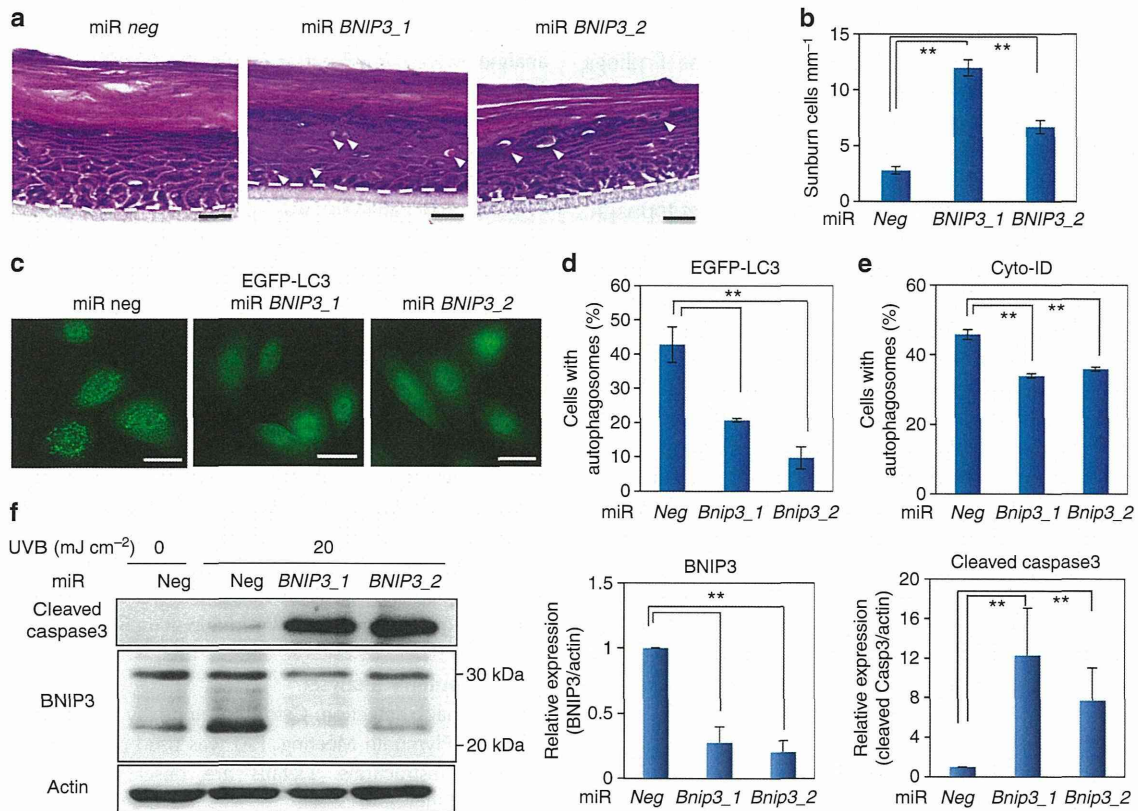 a
miR neg
miR BNIP3_1
miR BNIP3_2
b
Sunburn cells mm⁻¹
15
10
5
0
**
**
miR
Neg
BNIP3_1
BNIP3_2
c
EGFP-LC3
miR neg
miR BNIP3_1
miR BNIP3_2
d
EGFP-LC3
Cells with
autophagosomes (%)
60
50
40
30
20
10
0
**
miR
Neg
Bnip3_1
Bnip3_2
e
Cyto-ID
Cells with
autophagosomes (%)
60
40
20
0
**
**
miR
Neg
Bnip3_1
Bnip3_2
f
UVB (mJ cm⁻²)
0
20
miR
Neg
Neg
BNIP3_1
BNIP3_2
Cleaved
caspase3
BNIP3
30 kDa
20 kDa
Actin
BNIP3
Relative expression
(BNIP3/actin)
1.5
1
0.5
0
**
miR
Neg
Bnip3_1
Bnip3_2
Cleaved caspase3
Relative expression
(cleaved Casp3/actin)
20
16
12
8
4
0
**
**
miR
Neg
Bnip3_1
Bnip3_2